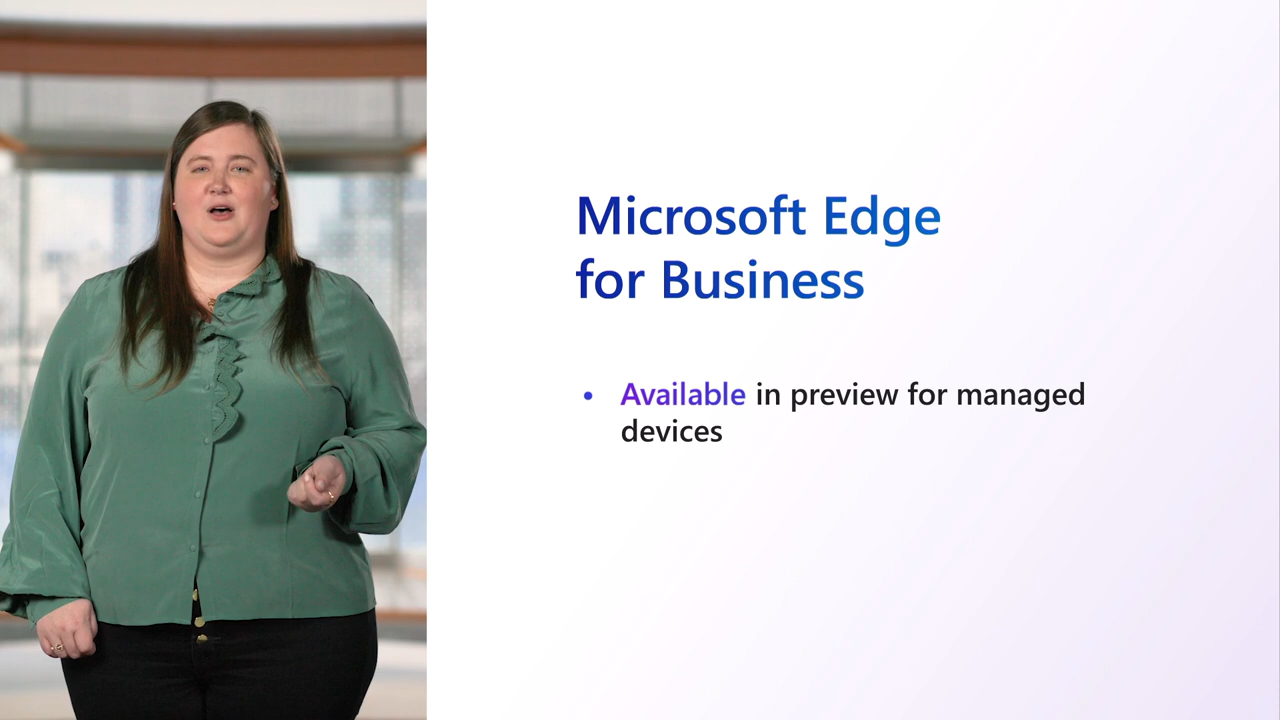 Microsoft Edge
for Business
• Available in preview for managed
devices